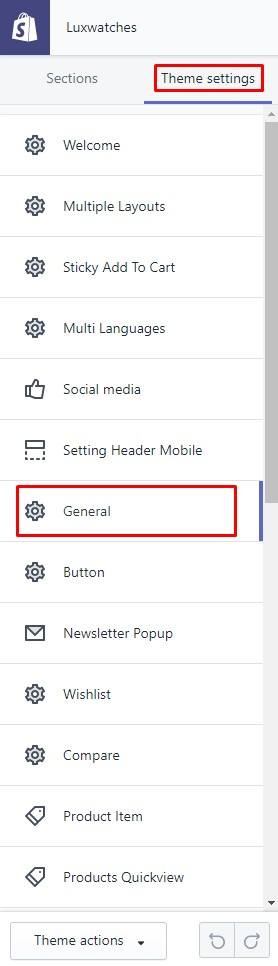 Luxwatches
Sections Theme settings
Welcome
Multiple Layouts
Sticky Add To Cart
Multi Languages
Social media
Setting Header Mobile
General
Button
Newsletter Popup
Wishlist
Compare
Product Item
Products Quickview
Theme actions